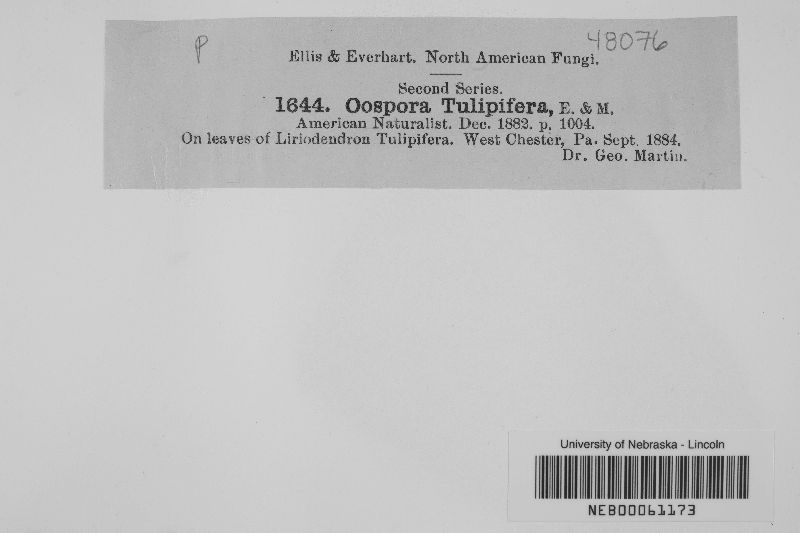 P
48076
Ellis & Everhart. North American Fungi.
Second Series.
1644. Oospora Tulipifera, E. & M.
American Naturalist. Dec. 1882. p. 1004.
On leaves of Liriodendron Tulipifera. West Chester, Pa. Sept. 1884.
Dr. Geo. Martin.
University of Nebraska - Lincoln
NEB00061173